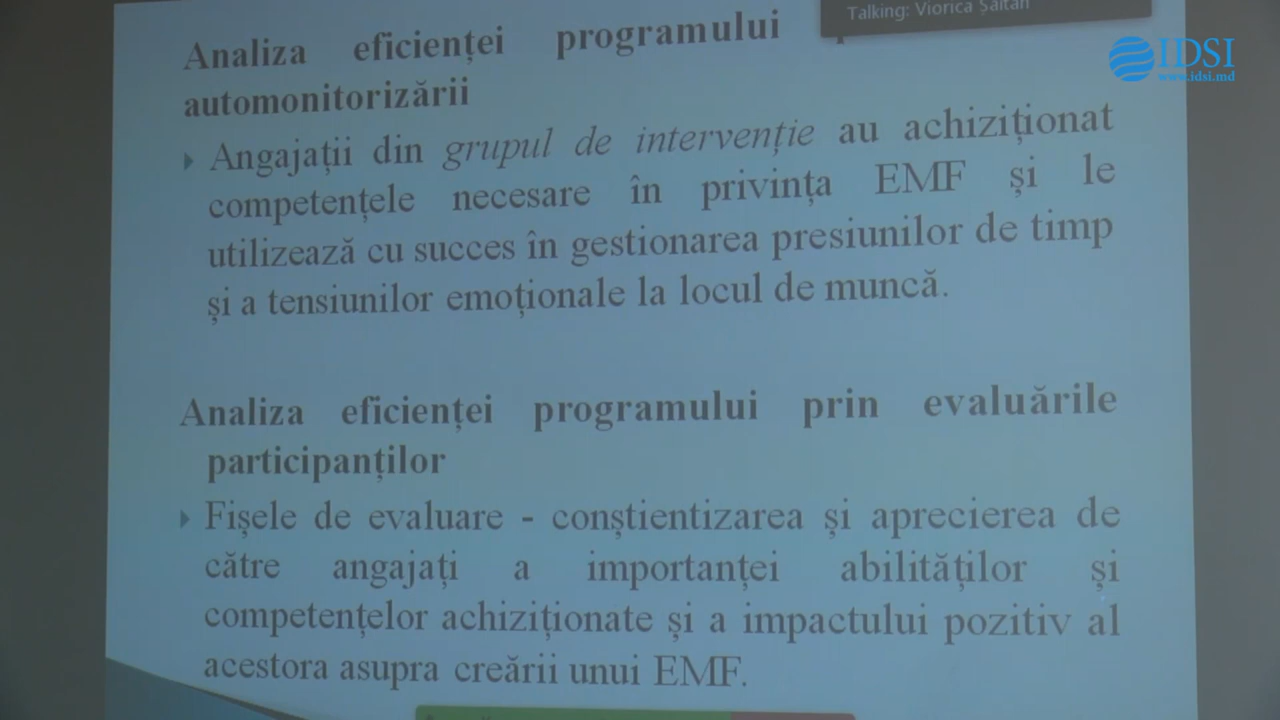 Talking: Viorica Șaltan
IDSI
www.idsi.md
Analiza eficienței programului
automonitorizării
Angajații din grupul de intervenție au achiziționat
competențele necesare în privința EMF și le
utilizează cu succes în gestionarea presiunilor de timp
și a tensiunilor emoționale la locul de muncă.
Analiza eficienței programului prin evaluările
participanților
Fișele de evaluare - conștientizarea și aprecierea de
către angajați a importanței abilităților și
competențelor achiziționate și a impactului pozitiv al
acestora asupra creării unui EMF.